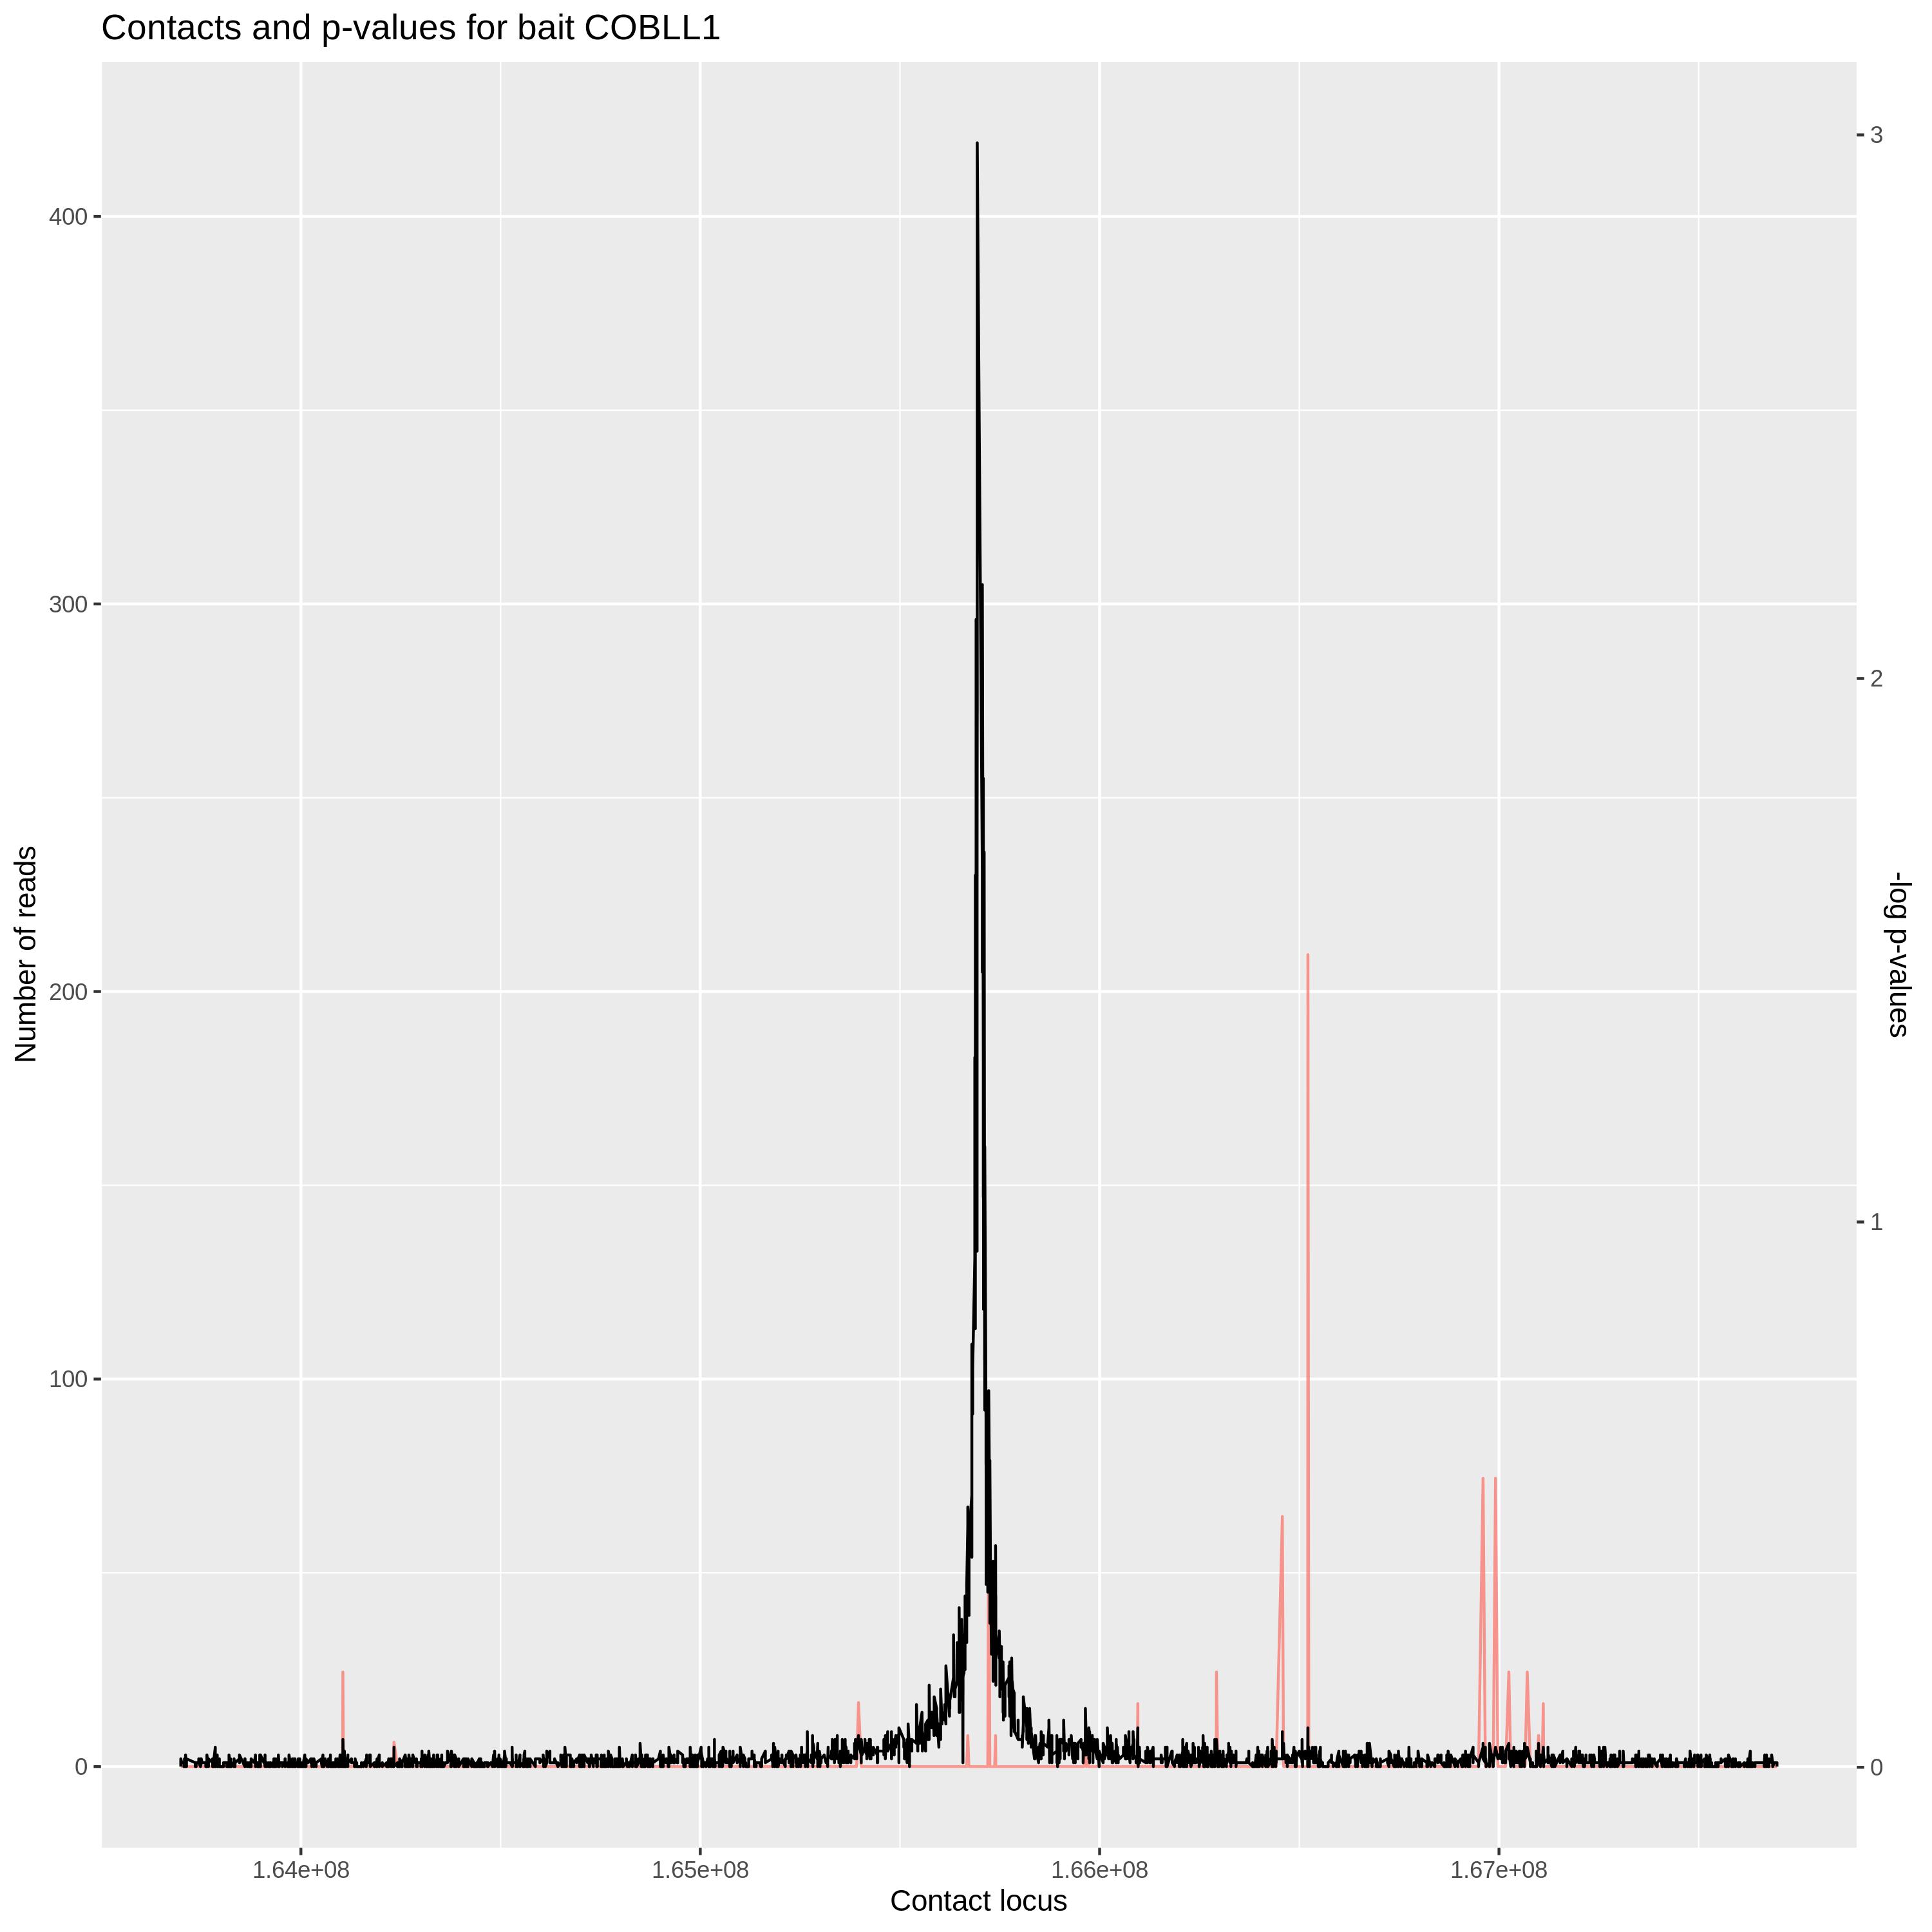 Contacts and p-values for bait COBLL1
Number of reads
400
300
200
100
0
3
2
1
0
-log p-values
1.64e+08
1.65e+08
1.66e+08
1.67e+08
Contact locus